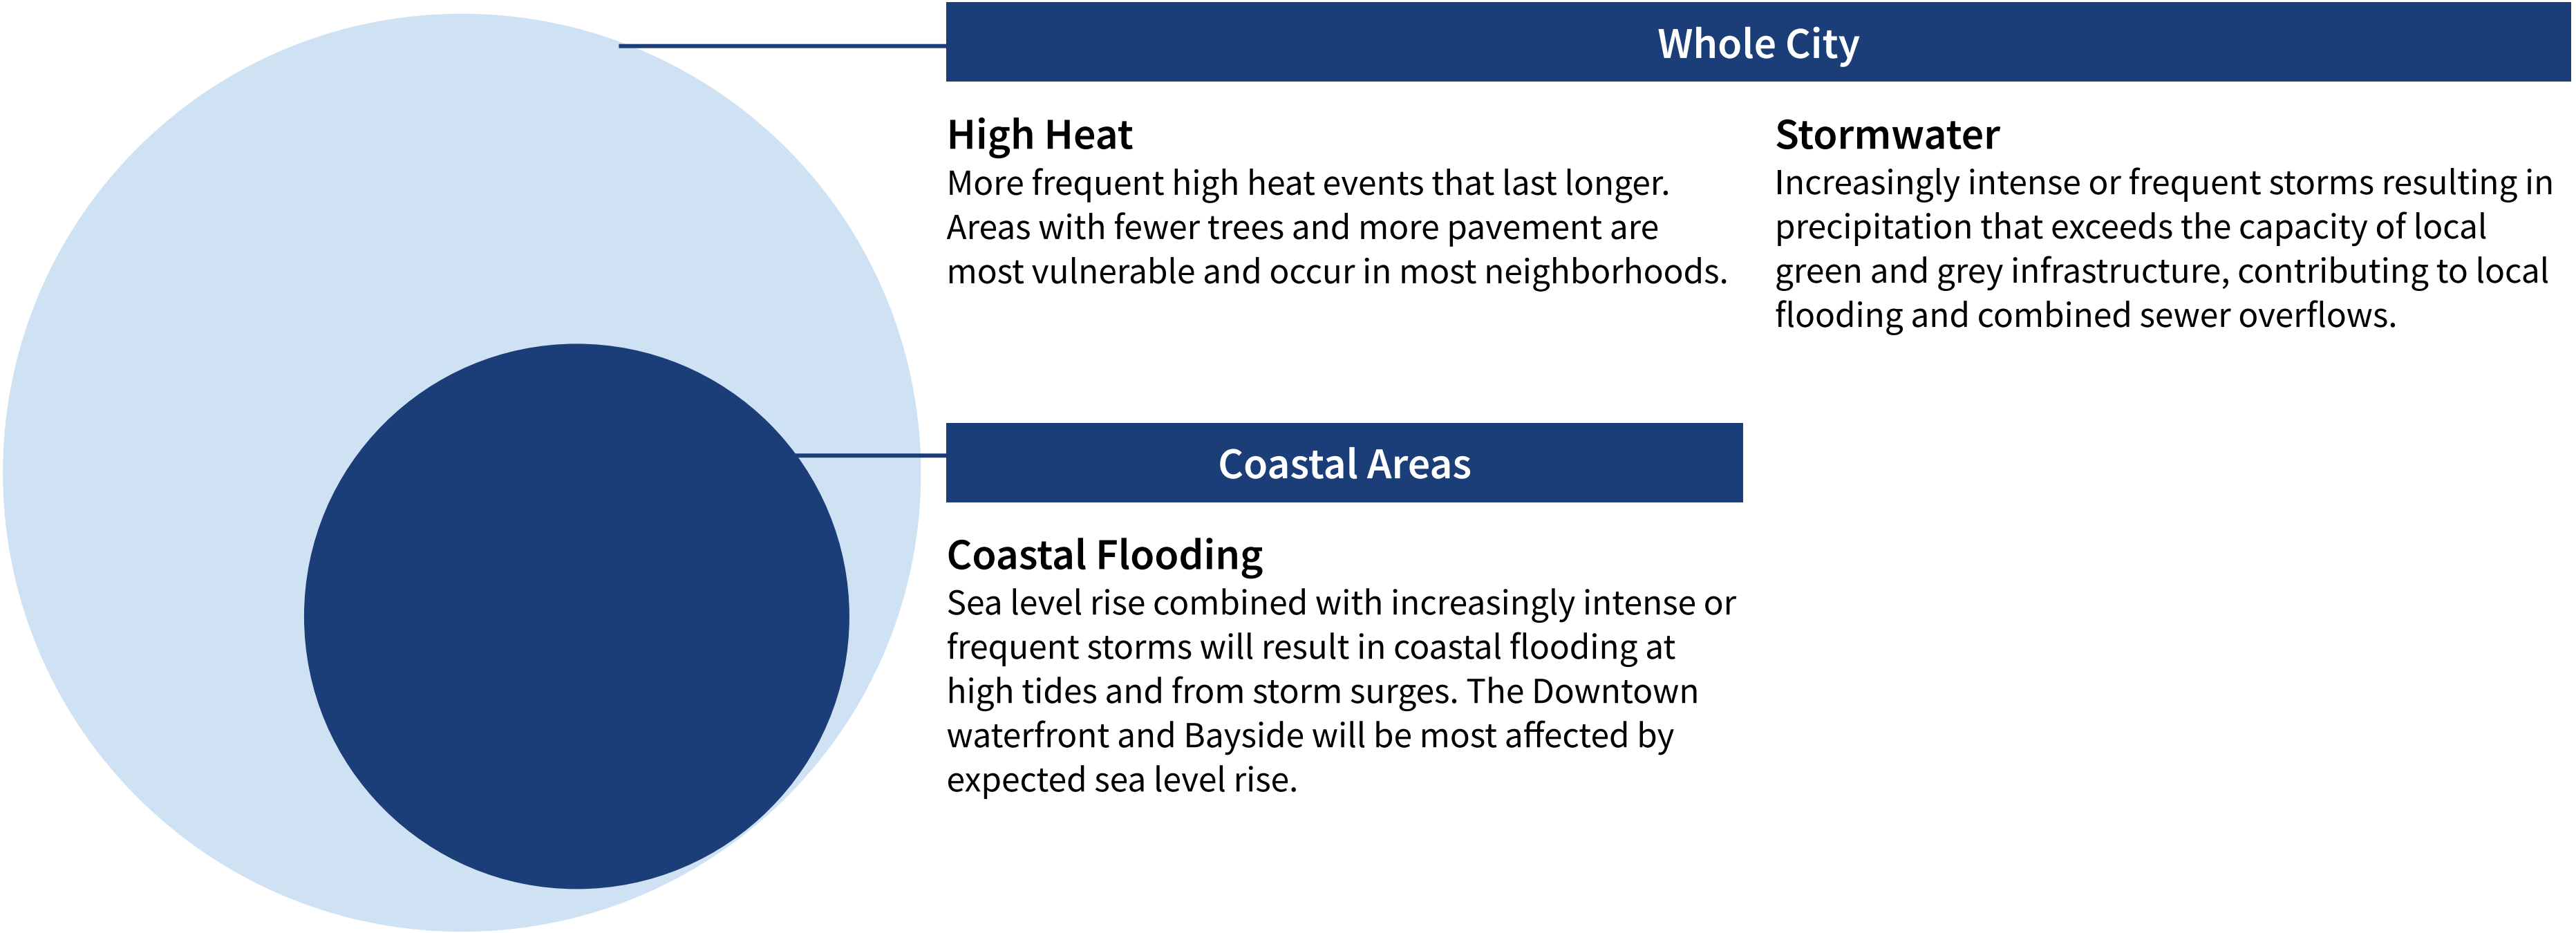 Whole City
High Heat
More frequent high heat events that last longer.
Areas with fewer trees and more pavement are
most vulnerable and occur in most neighborhoods.
Stormwater
Increasingly intense or frequent storms resulting in
precipitation that exceeds the capacity of local
green and grey infrastructure, contributing to local
flooding and combined sewer overflows.
Coastal Areas
Coastal Flooding
Sea level rise combined with increasingly intense or
frequent storms will result in coastal flooding at
high tides and from storm surges. The Downtown
waterfront and Bayside will be most affected by
expected sea level rise.